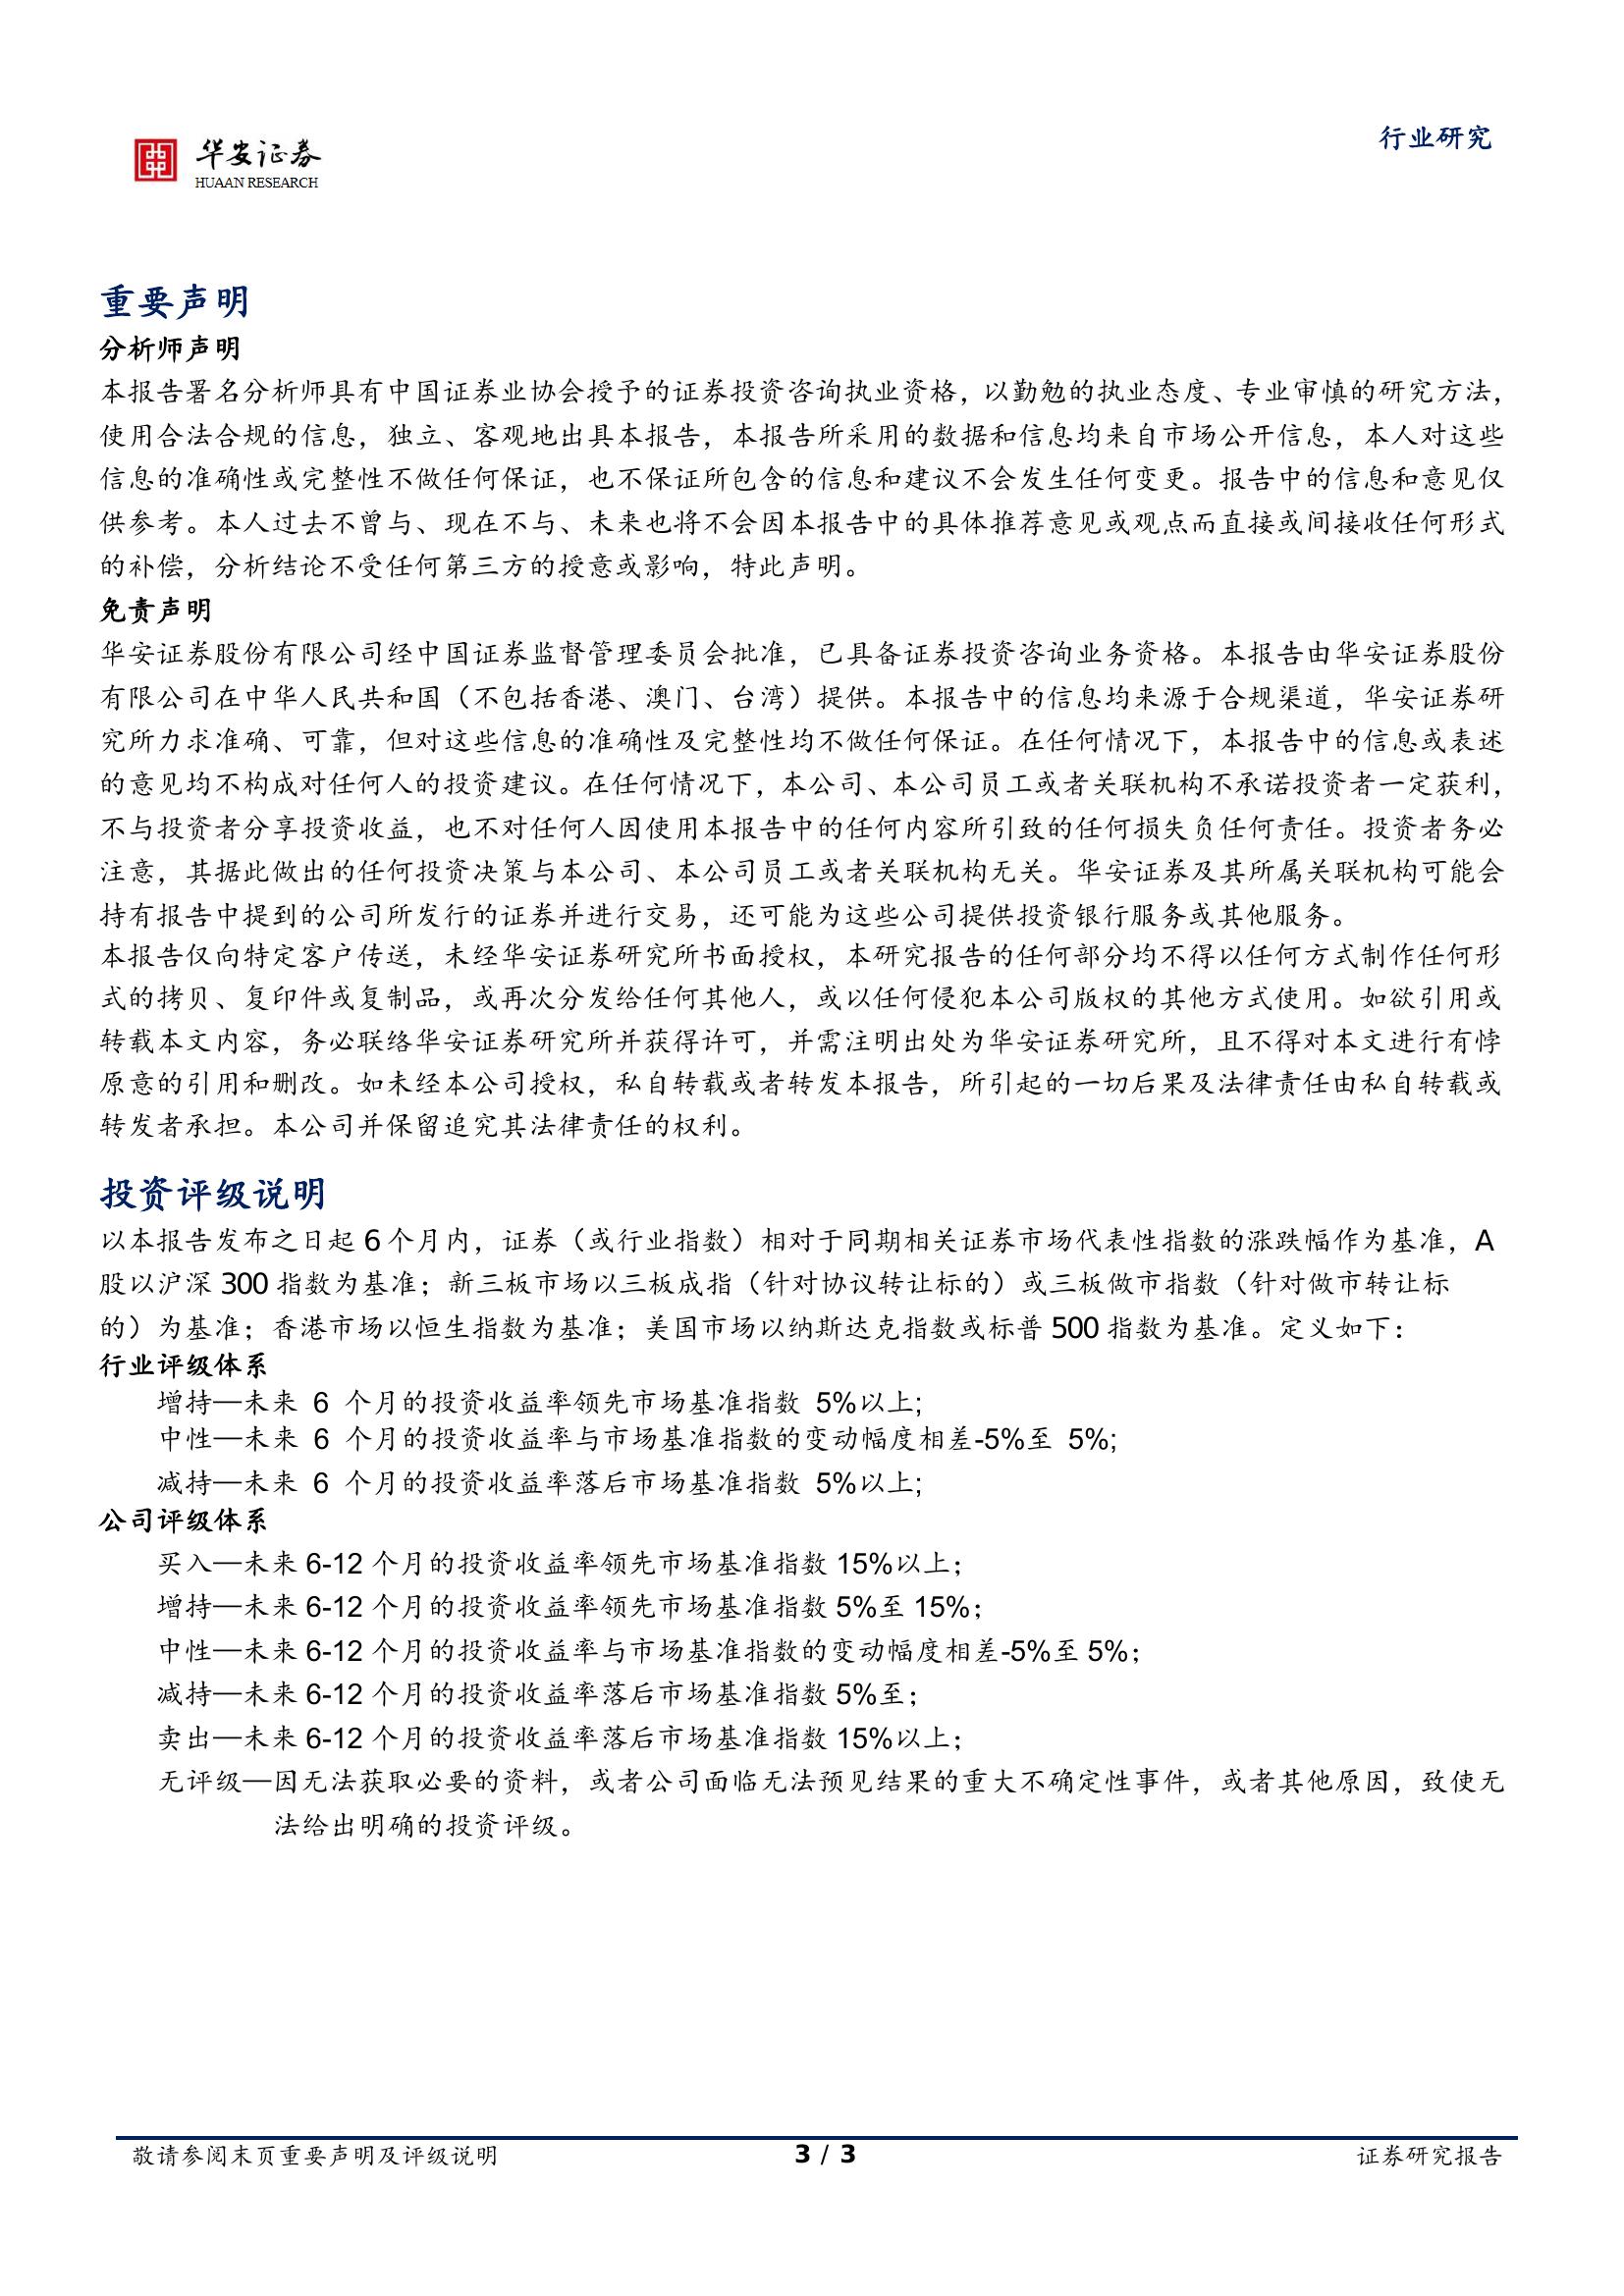 华安证券
HUAAN RESEARCH
行业研究
重要声明
分析师声明
本报告署名分析师具有中国证券业协会授予的证券投资咨询执业资格，以勤勉的执业态度、专业审慎的研究方法，
使用合法合规的信息，独立、客观地出具本报告，本报告所采用的数据和信息均来自市场公开信息，本人对这些
信息的准确性或完整性不做任何保证，也不保证所包含的信息和建议不会发生任何变更。报告中的信息和意见仅
供参考。本人过去不曾与、现在不与、未来也将不会因本报告中的具体推荐意见或观点而直接或间接收任何形式
的补偿，分析结论不受任何第三方的授意或影响，特此声明。
免责声明
华安证券股份有限公司经中国证券监督管理委员会批准，已具备证券投资咨询业务资格。本报告由华安证券股份
有限公司在中华人民共和国（不包括香港、澳门、台湾）提供。本报告中的信息均来源于合规渠道，华安证券研
究所力求准确、可靠，但对这些信息的准确性及完整性均不做任何保证。在任何情况下，本报告中的信息或表述
的意见均不构成对任何人的投资建议。在任何情况下，本公司、本公司员工或者关联机构不承诺投资者一定获利，
不与投资者分享投资收益，也不对任何人因使用本报告中的任何内容所引致的任何损失负任何责任。投资者务必
注意，其据此做出的任何投资决策与本公司、本公司员工或者关联机构无关。华安证券及其所属关联机构可能会
持有报告中提到的公司所发行的证券并进行交易，还可能为这些公司提供投资银行服务或其他服务。
本报告仅向特定客户传送，未经华安证券研究所书面授权，本研究报告的任何部分均不得以任何方式制作任何形
式的拷贝、复印件或复制品，或再次分发给任何其他人，或以任何侵犯本公司版权的其他方式使用。如欲引用或
转载本文内容，务必联络华安证券研究所并获得许可，并需注明出处为华安证券研究所，且不得对本文进行有悖
原意的引用和删改。如未经本公司授权，私自转载或者转发本报告，所引起的一切后果及法律责任由私自转载或
转发者承担。本公司并保留追究其法律责任的权利。
投资评级说明
以本报告发布之日起 6 个月内，证券（或行业指数）相对于同期相关证券市场代表性指数的涨跌幅作为基准，A
股以沪深 300 指数为基准；新三板市场以三板成指（针对协议转让标的）或三板做市指数（针对做市转让标
的）为基准；香港市场以恒生指数为基准；美国市场以纳斯达克指数或标普 500 指数为基准。定义如下：
行业评级体系
增持—未来 6 个月的投资收益率领先市场基准指数 5%以上;
中性—未来 6 个月的投资收益率与市场基准指数的变动幅度相差-5%至 5%;
减持—未来 6 个月的投资收益率落后市场基准指数 5%以上;
公司评级体系
买入—未来 6-12 个月的投资收益率领先市场基准指数 15%以上；
增持—未来 6-12 个月的投资收益率领先市场基准指数 5%至 15%；
中性—未来 6-12 个月的投资收益率与市场基准指数的变动幅度相差-5%至 5%；
减持—未来 6-12 个月的投资收益率落后市场基准指数 5%至；
卖出—未来 6-12 个月的投资收益率落后市场基准指数 15%以上；
无评级—因无法获取必要的资料，或者公司面临无法预见结果的重大不确定性事件，或者其他原因，致使无
法给出明确的投资评级。
敬请参阅末页重要声明及评级说明
3 / 3
证券研究报告